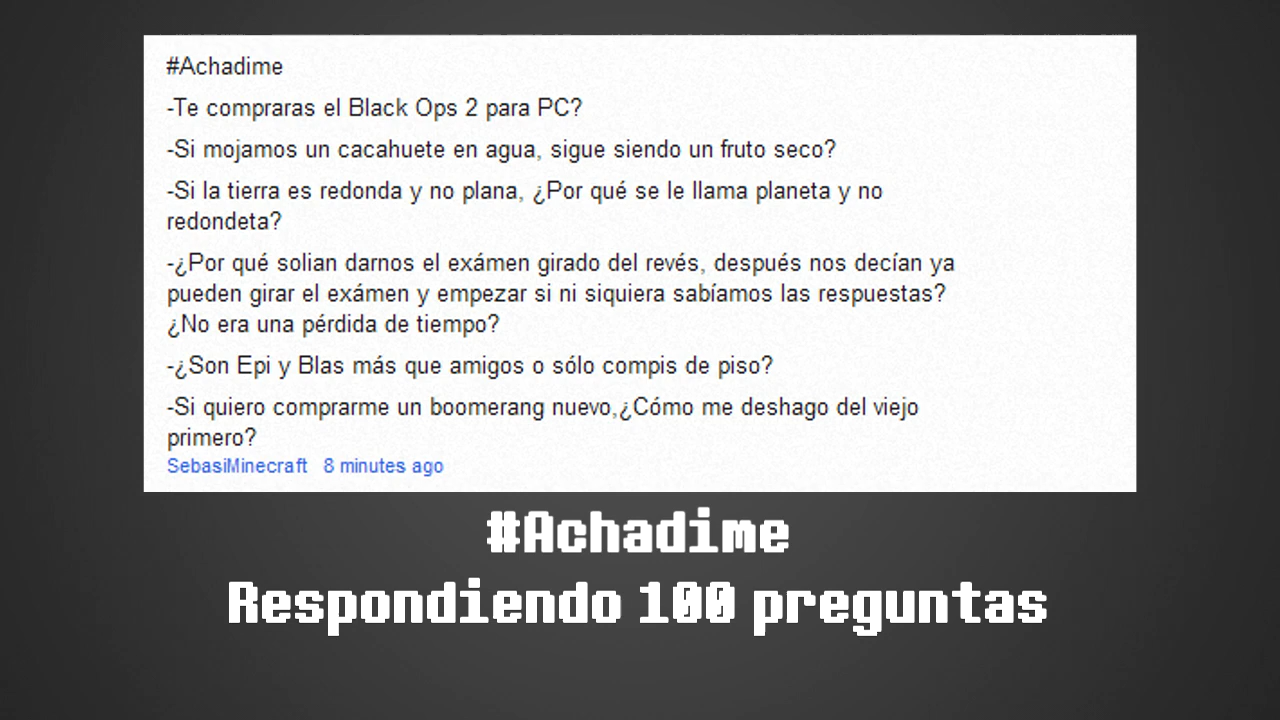 #Achadime
-Te compraras el Black Ops 2 para PC?
-Si mojamos un cacahuete en agua, sigue siendo un fruto seco?
-Si la tierra es redonda y no plana, ¿Por qué se le llama planeta y no
redondeta?
-¿Por qué solian darnos el exámen girado del revés, después nos decían ya
pueden girar el exámen y empezar si ni siquiera sabíamos las respuestas?
¿No era una pérdida de tiempo?
-¿Son Epi y Blas más que amigos o sólo compis de piso?
-Si quiero comprarme un boomerang nuevo,¿Cómo me deshago del viejo
primero?
SebasiMinecraft 8 minutes ago
#Achadime
Respondiendo 100 preguntas